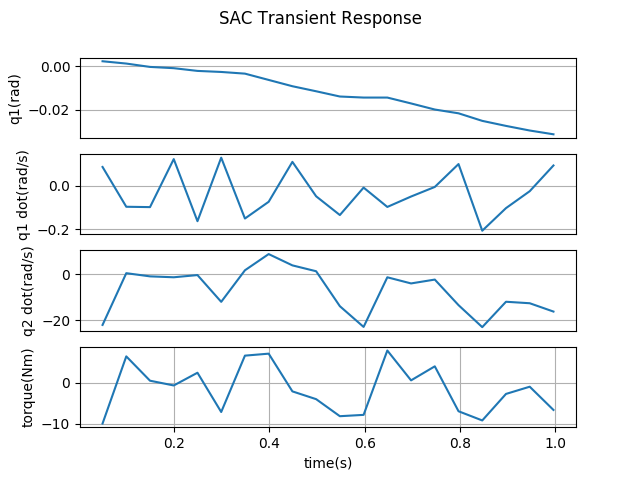 SAC Transient Response
q1(rad)
0.00
−0.02
q1 dot(rad/s)
0.0
−0.2
q2 dot(rad/s)
0
−20
torque(Nm)
0
−10
0.2 0.4 0.6 0.8 1.0
time(s)